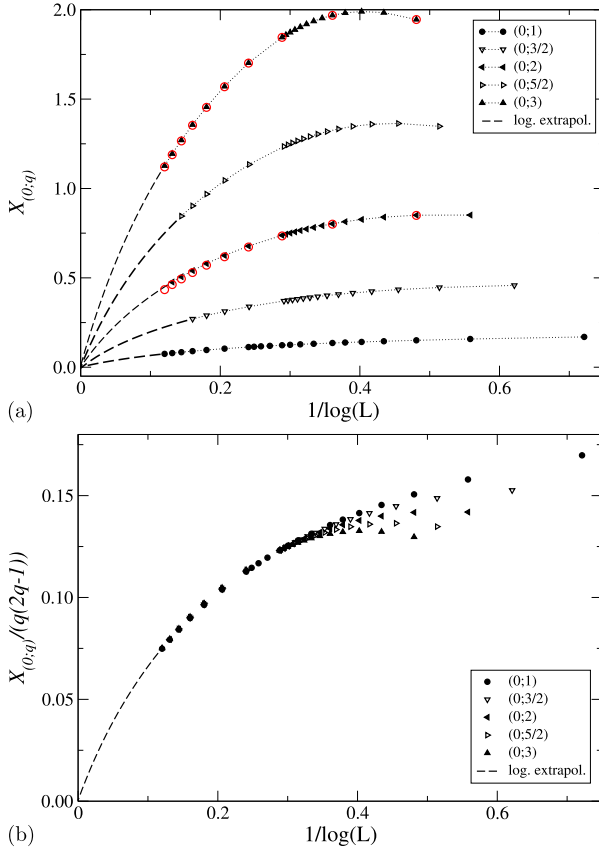 2.0
1.5
1.0
0.5
0.0
X(0;q)
(0;1)
(0;3/2)
(0;2)
(0;5/2)
(0;3)
log. extrapol.
0 0.2 0.4 0.6
1/log(L)
(a)
0.15
0.10
0.05
0.00
X(0;q)/(q(2q-1))
(0;1)
(0;3/2)
(0;2)
(0;5/2)
(0;3)
log. extrapol.
0 0.2 0.4 0.6
1/log(L)
(b)